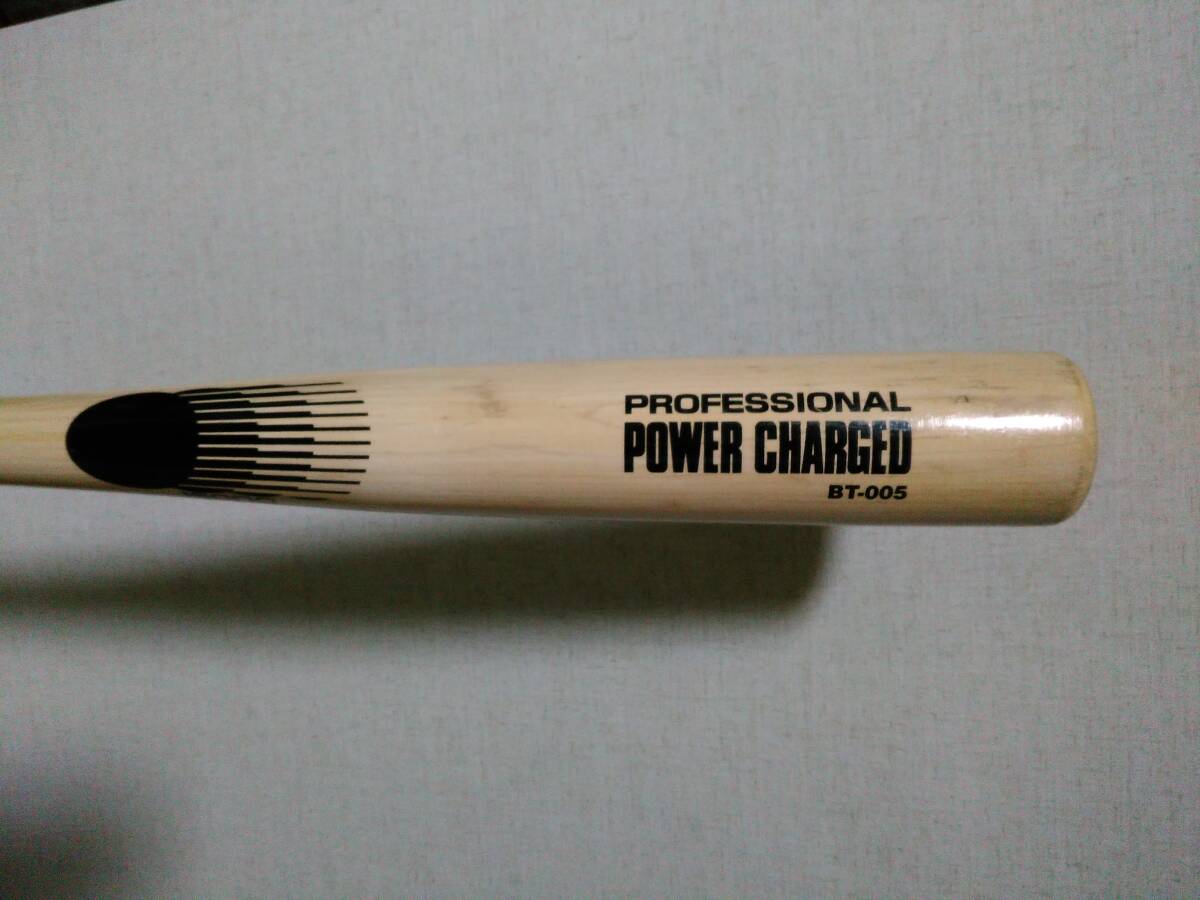 PROFESSIONAL
POWER CHARGED
BT-005